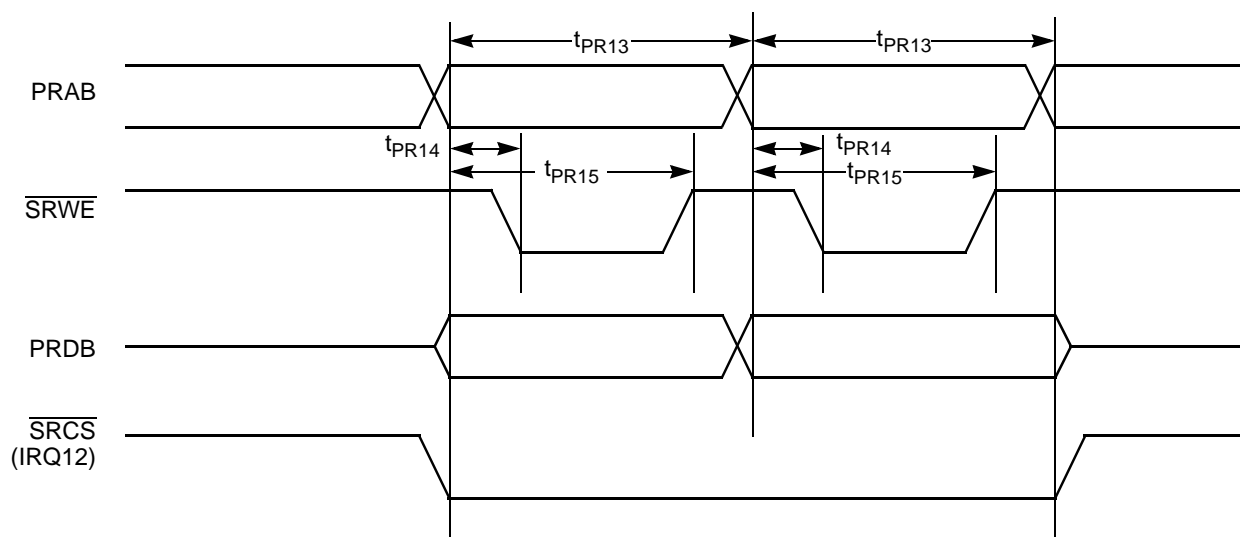 tPR13 tPR13
PRAB
tPR14 tPR14
tPR15 tPR15
SRWE
PRDB
SRCS
(IRQ12)